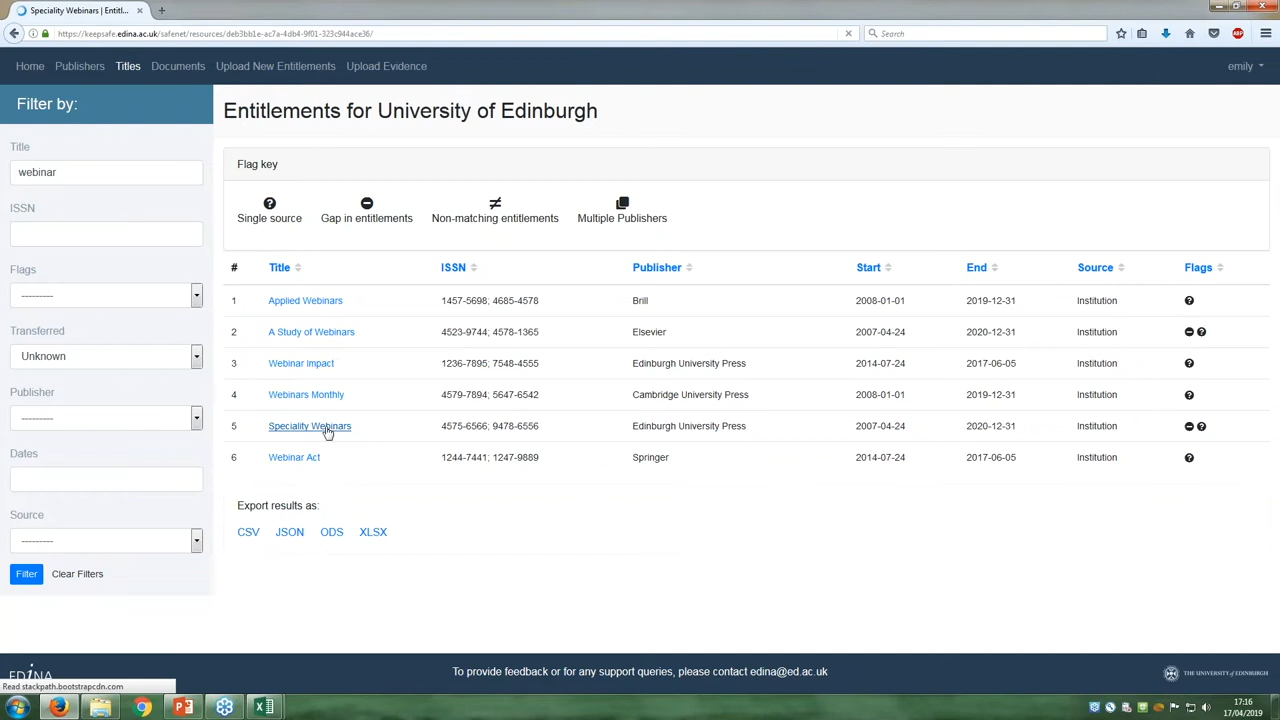 Speciality Webinars | Entitl...
https://keepsafe.edina.ac.uk/safenet/resources/deb3bb1e-ac7a-4db4-9f01-323c944ace36/
Search
ABP
Home Publishers Titles Documents Upload New Entitlements Upload Evidence emily
Filter by:
Title
webinar
ISSN
Flags
---------
Transferred
Unknown
Publisher
---------
Dates
Source
---------
Filter Clear Filters
Entitlements for University of Edinburgh
Flag key
Single source Gap in entitlements Non-matching entitlements Multiple Publishers
# Title ISSN Publisher Start End Source Flags
1 Applied Webinars 1457-5698; 4685-4578 Brill 2008-01-01 2019-12-31 Institution
2 A Study of Webinars 4523-9744; 4578-1365 Elsevier 2007-04-24 2020-12-31 Institution
3 Webinar Impact 1236-7895; 7548-4555 Edinburgh University Press 2014-07-24 2017-06-05 Institution
4 Webinars Monthly 4579-7894; 5647-6542 Cambridge University Press 2008-01-01 2019-12-31 Institution
5 Speciality Webinars 4575-6566; 9478-6556 Edinburgh University Press 2007-04-24 2020-12-31 Institution
6 Webinar Act 1244-7441; 1247-9889 Springer 2014-07-24 2017-06-05 Institution
Export results as:
CSV JSON ODS XLSX
EDINA
To provide feedback or for any support queries, please contact edina@ed.ac.uk
THE UNIVERSITY of EDINBURGH
Read stackpath.bootstrapcdn.com
17:16
17/04/2019